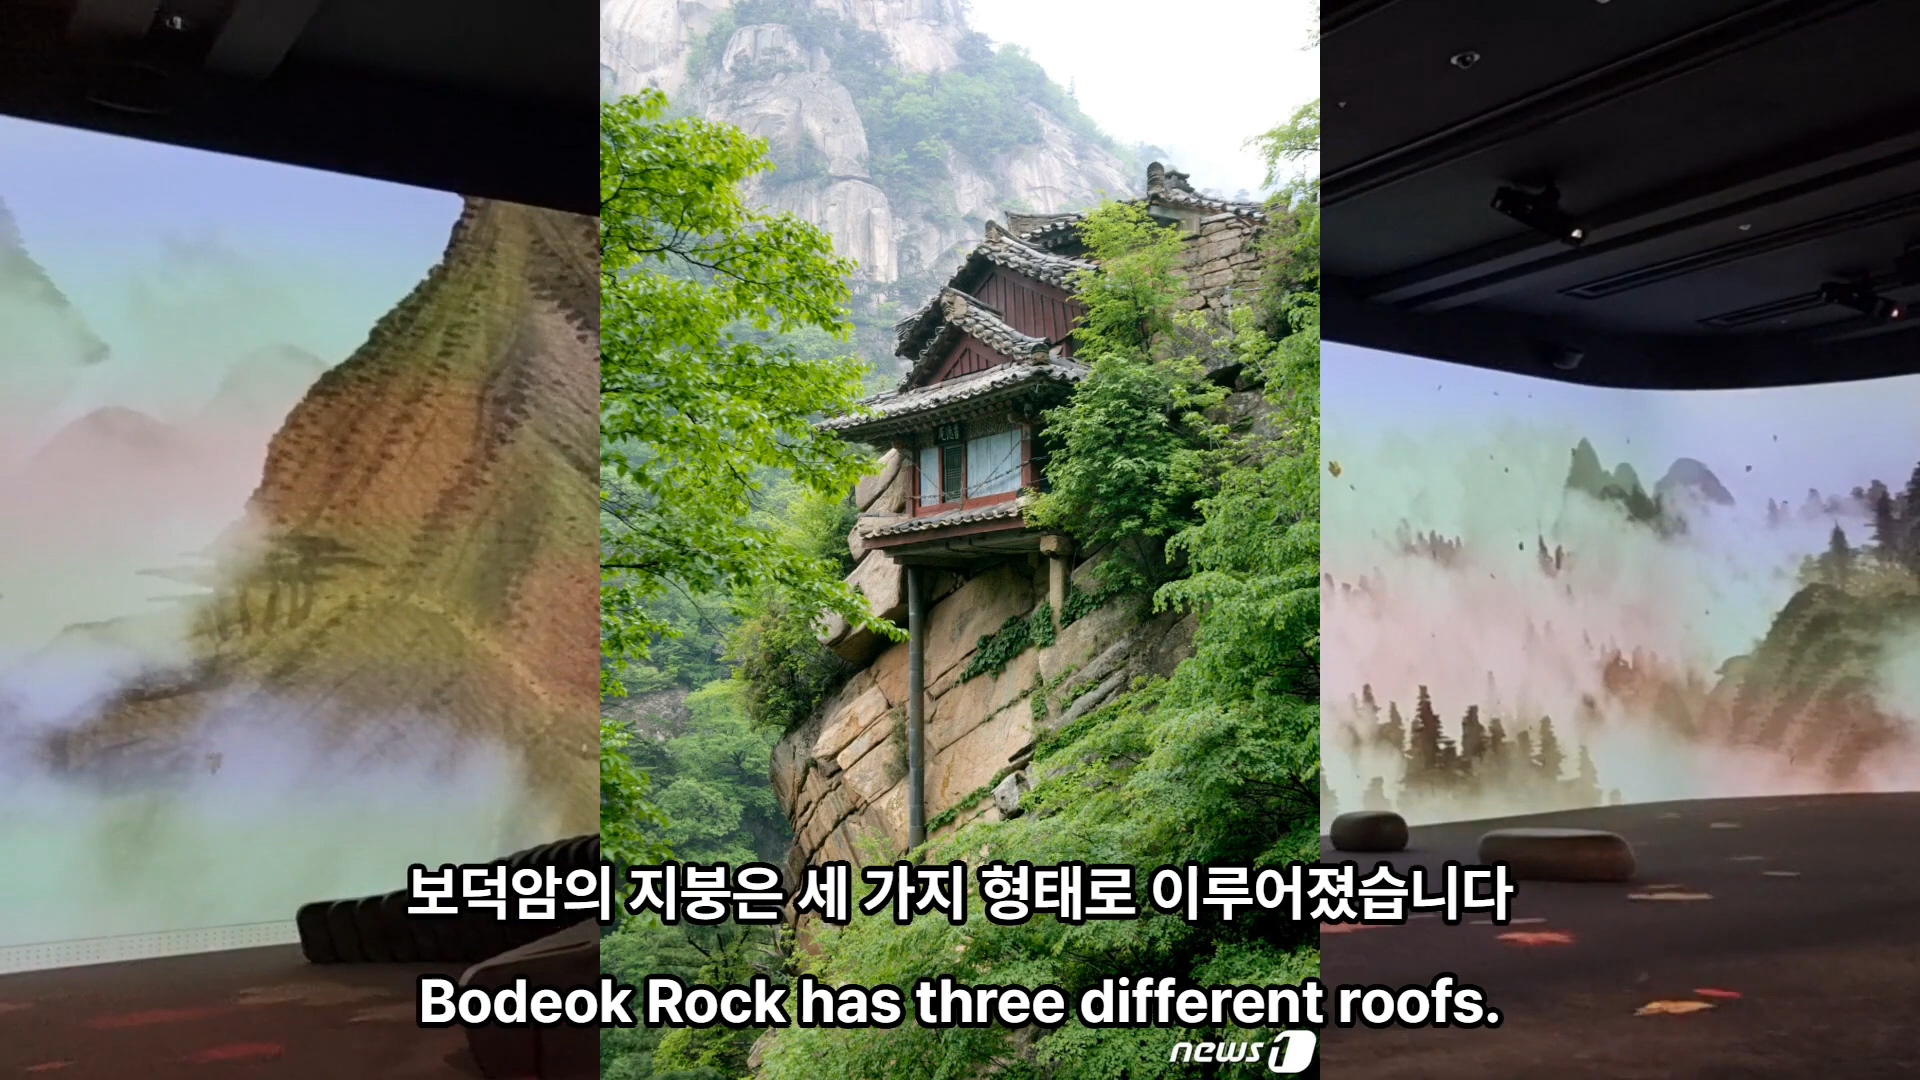 보덕암의 지붕은 세 가지 형태로 이루어졌습니다
Bodeok Rock has three different roofs.
news1